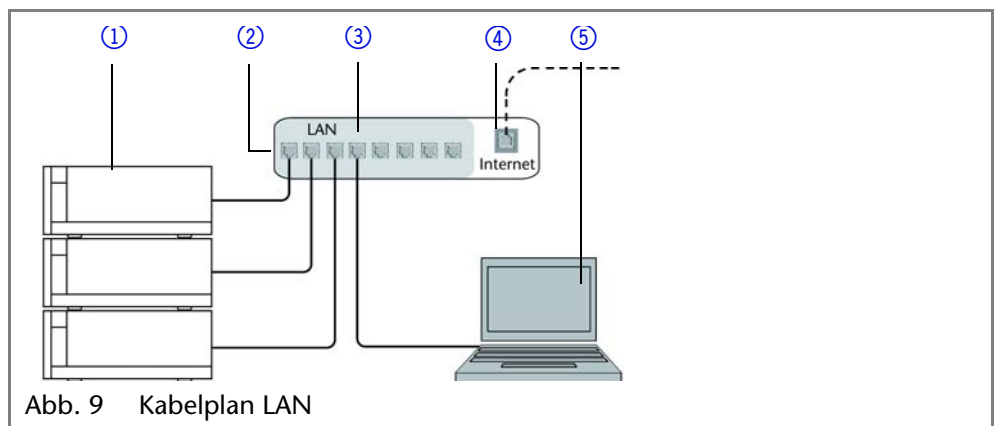 ① ② ③ ④ ⑤
LAN
Internet
Abb. 9 Kabelplan LAN